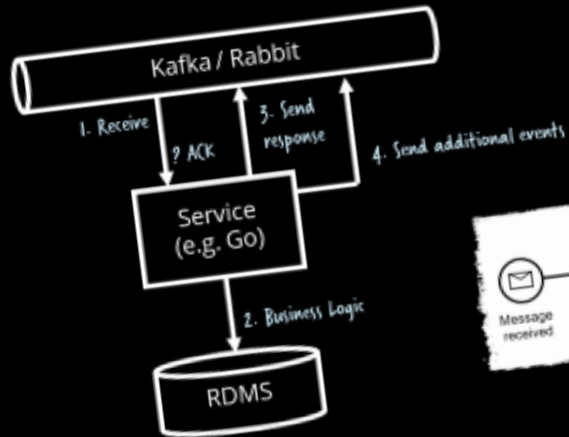 Kafka / Rabbit
1. Receive
? ACK
3. Send
response
4. Send additional events
Service
(e.g. Go)
2. Business Logic
RDMS
Message
received